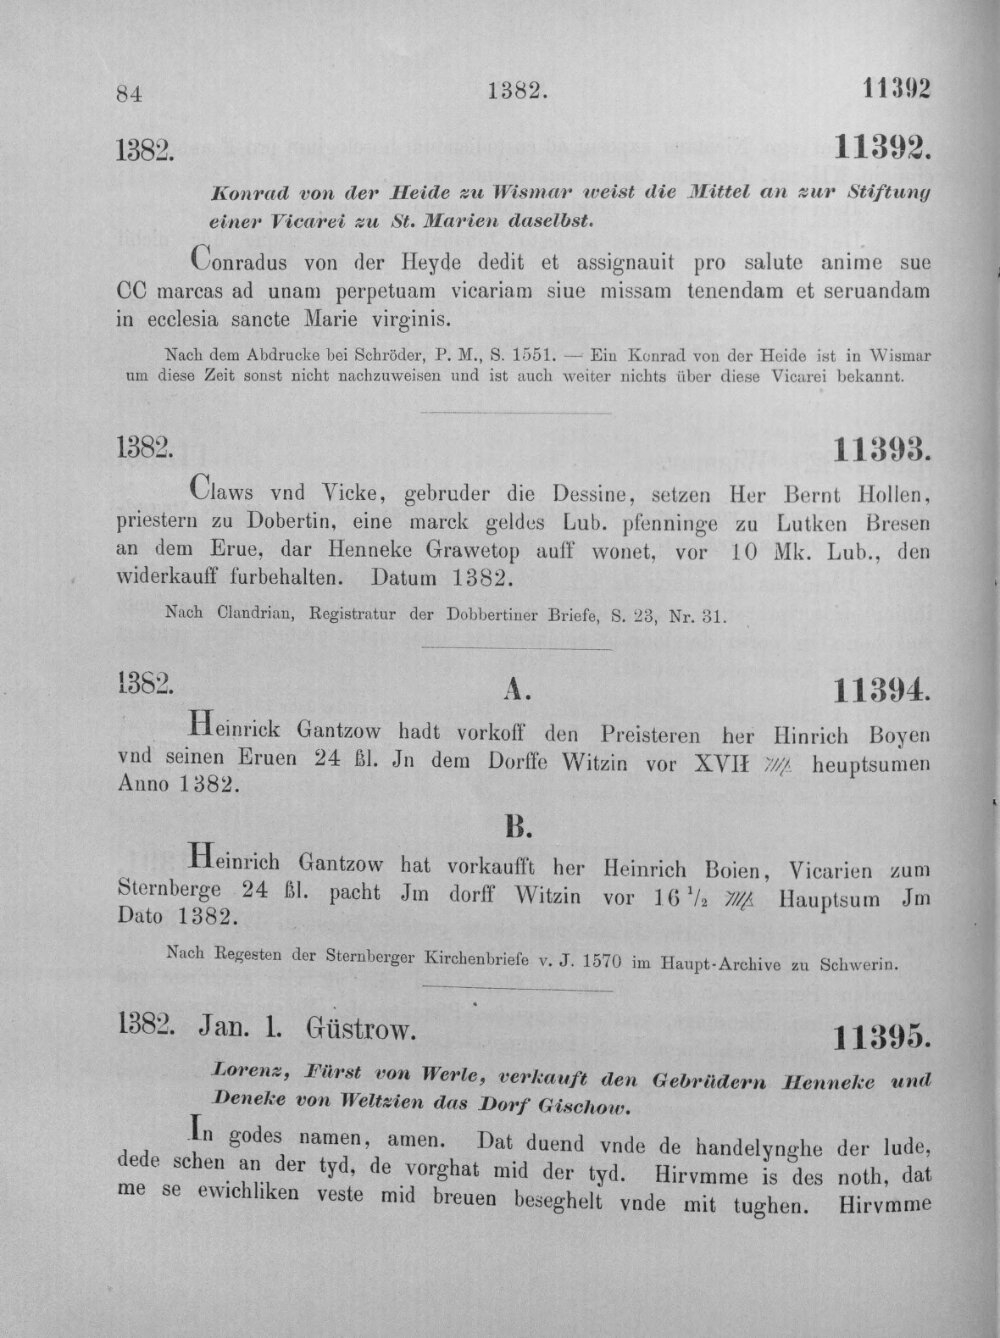 84 1382. 11392
1382. 11392.
Konrad von der Heide zu Wismar weist die Mittel an zur Stiftung
einer Vicarei zu St. Marien daselbst.
Conradus von der Heyde dedit et assignauit pro salute anime sue
CC marcas ad unam perpetuam vicariam siue missam tenendam et seruandam
in ecclesia sancte Marie virginis.
Nach dem Abdrucke bei Schröder, P. M., S. 1551. — Ein Konrad von der Heide ist in Wismar
um diese Zeit sonst nicht nachzuweisen und ist auch weiter nichts über diese Vicarei bekannt.
1382. 11393.
Claws vnd Vicke, gebruder die Dessine, setzen Her Bernt Hollen,
priestern zu Dobertin, eine marck geldes Lub. pfenninge zu Lutken Bresen
an dem Erue, dar Henneke Grawetop auff wonet, vor 10 Mk. Lub., den
widerkauff furbehalten. Datum 1382.
Nach Clandrian, Registratur der Dobbertiner Briefe, S. 23, Nr. 31.
1382. A. 11394.
Heinrick Gantzow hadt vorkoff den Preisteren her Hinrich Boyen
vnd seinen Eruen 24 ßl. Jn dem Dorffe Witzin vor XVII heuptsumen
Anno 1382.
B.
Heinrich Gantzow hat vorkaufft her Heinrich Boien, Vicarien zum
Sternberge 24 ßl. pacht Jm dorff Witzin vor 16 1/2 Hauptsum Jm
Dato 1382.
Nach Regesten der Sternberger Kirchenbriefe v. J. 1570 im Haupt-Archive zu Schwerin.
1382. Jan. 1. Güstrow. 11395.
Lorenz, Fürst von Werle, verkauft den Gebrüdern Henneke und
Deneke von Weltzien das Dorf Gischow.
In godes namen, amen. Dat duend vnde de handelynghe der lude,
dede schen an der tyd, de vorghat mid der tyd. Hirvmme is des noth, dat
me se ewichliken veste mid breuen beseghelt vnde mit tughen. Hirvmme